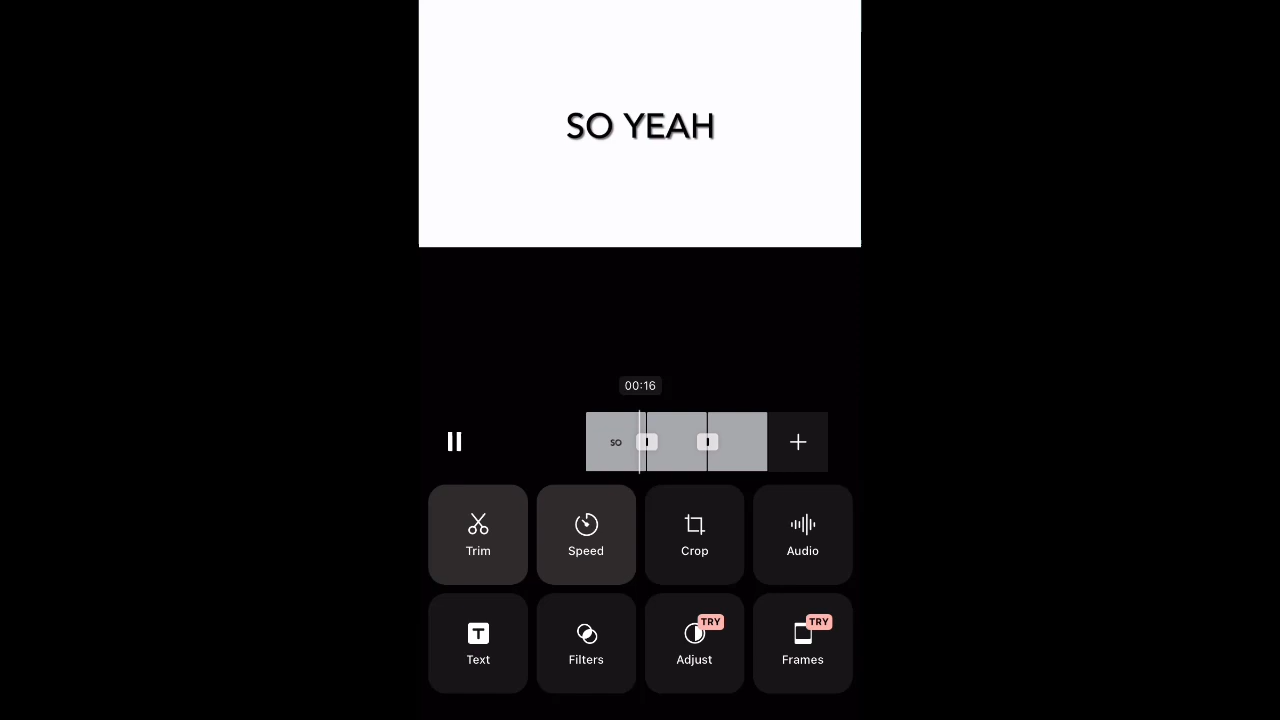 SO YEAH
00:16
SO
Trim
Speed
Crop
Audio
TRY
TRY
Text
Filters
Adjust
Frames